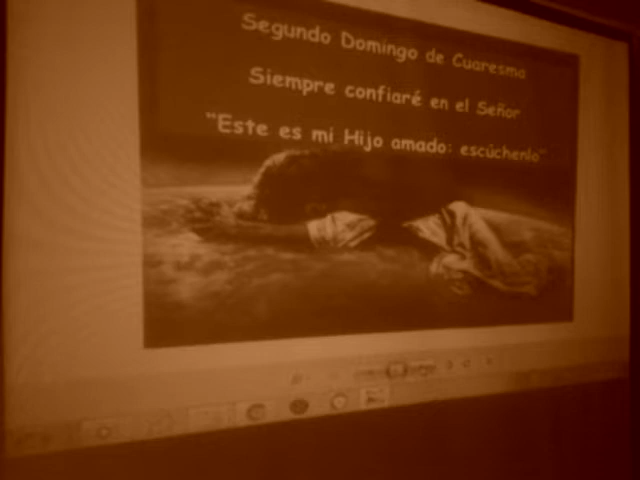 Segundo Domingo de Cuaresma
Siempre confiaré en el Señor
"Este es mi Hijo amado: escúchenlo"